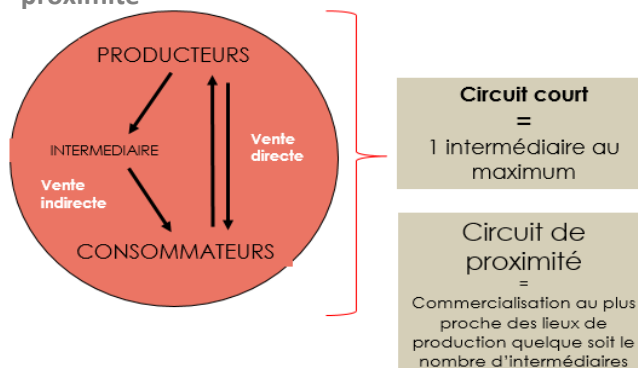 proximité
PRODUCTEURS
INTERMEDIAIRE
Vente
directe
Vente
indirecte
CONSOMMATEURS
Circuit court
=
1 intermédiaire au
maximum
Circuit de
proximité
=
Commercialisation au plus
proche des lieux de
production quelque soit le
nombre d'intermédiaires